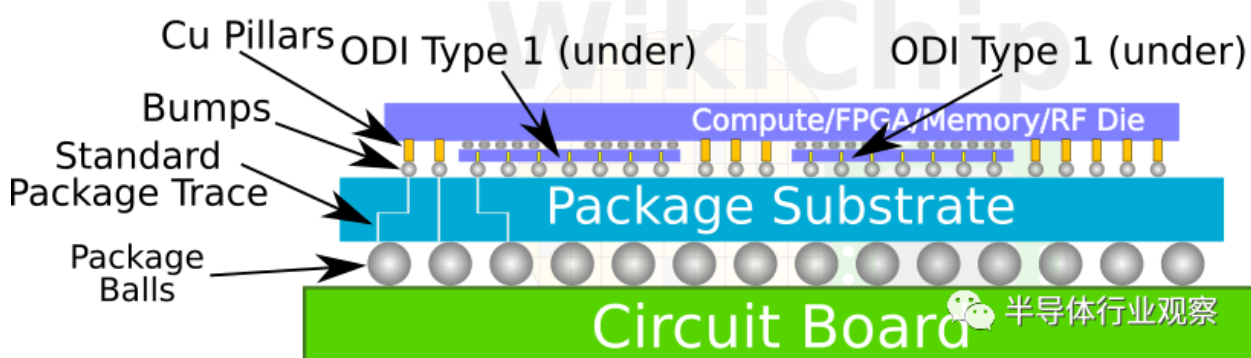 WikiChip
Cu Pillars
ODI Type 1 (under)
ODI Type 1 (under)
Bumps
Compute/FPGA/Memory/RF Die
Standard
Package Trace
Package Substrate
Package
Balls
Circuit Board
半导体行业观察